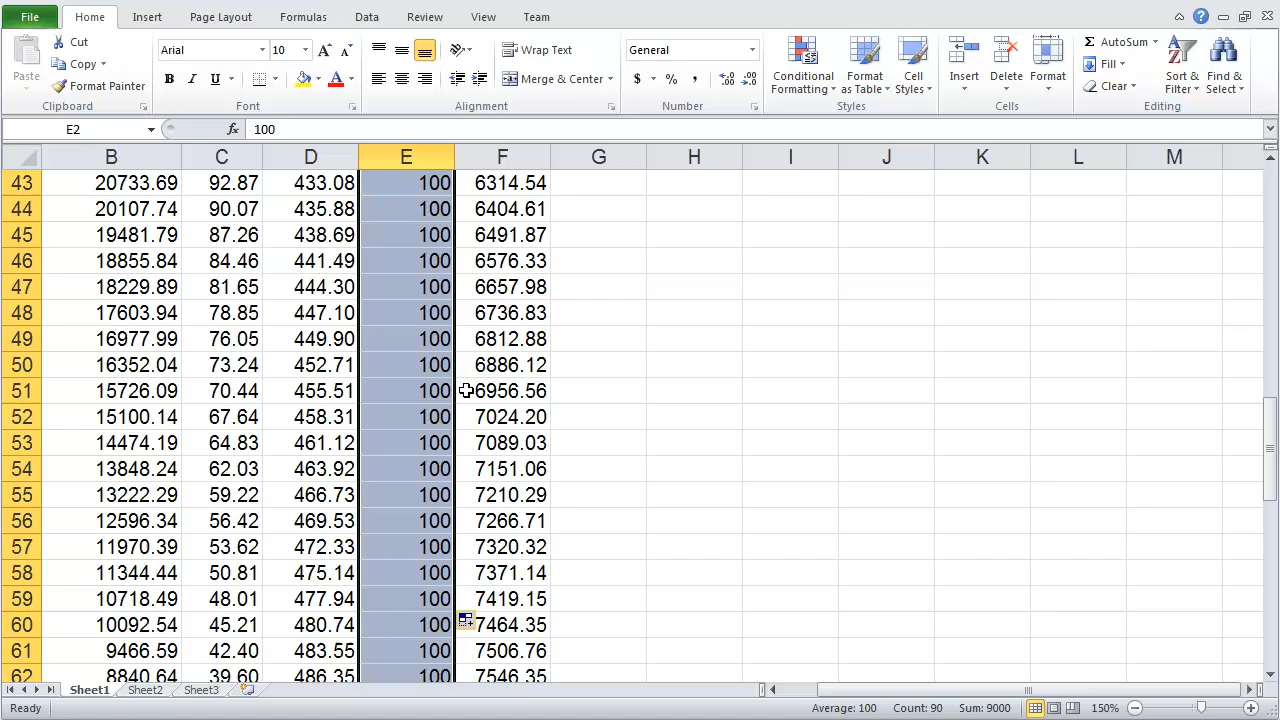 File Home Insert Page Layout Formulas Data Review View Team
Cut
Copy
Format Painter
Paste
Clipboard
Arial 10
B I U
Font
Wrap Text
Merge & Center
Alignment
General
$ % ,
Number
Conditional Formatting
Format as Table
Cell Styles
Styles
Insert Delete Format
Cells
AutoSum
Fill
Clear
Sort & Filter
Find & Select
Editing
E2 fx 100
B C D E F G H I J K L M
43 20733.69 92.87 433.08 100 6314.54
44 20107.74 90.07 435.88 100 6404.61
45 19481.79 87.26 438.69 100 6491.87
46 18855.84 84.46 441.49 100 6576.33
47 18229.89 81.65 444.30 100 6657.98
48 17603.94 78.85 447.10 100 6736.83
49 16977.99 76.05 449.90 100 6812.88
50 16352.04 73.24 452.71 100 6886.12
51 15726.09 70.44 455.51 100 6956.56
52 15100.14 67.64 458.31 100 7024.20
53 14474.19 64.83 461.12 100 7089.03
54 13848.24 62.03 463.92 100 7151.06
55 13222.29 59.22 466.73 100 7210.29
56 12596.34 56.42 469.53 100 7266.71
57 11970.39 53.62 472.33 100 7320.32
58 11344.44 50.81 475.14 100 7371.14
59 10718.49 48.01 477.94 100 7419.15
60 10092.54 45.21 480.74 100 7464.35
61 9466.59 42.40 483.55 100 7506.76
62 8840.64 39.60 486.35 100 7546.35
Sheet1 Sheet2 Sheet3
Ready Average: 100 Count: 90 Sum: 9000 150%